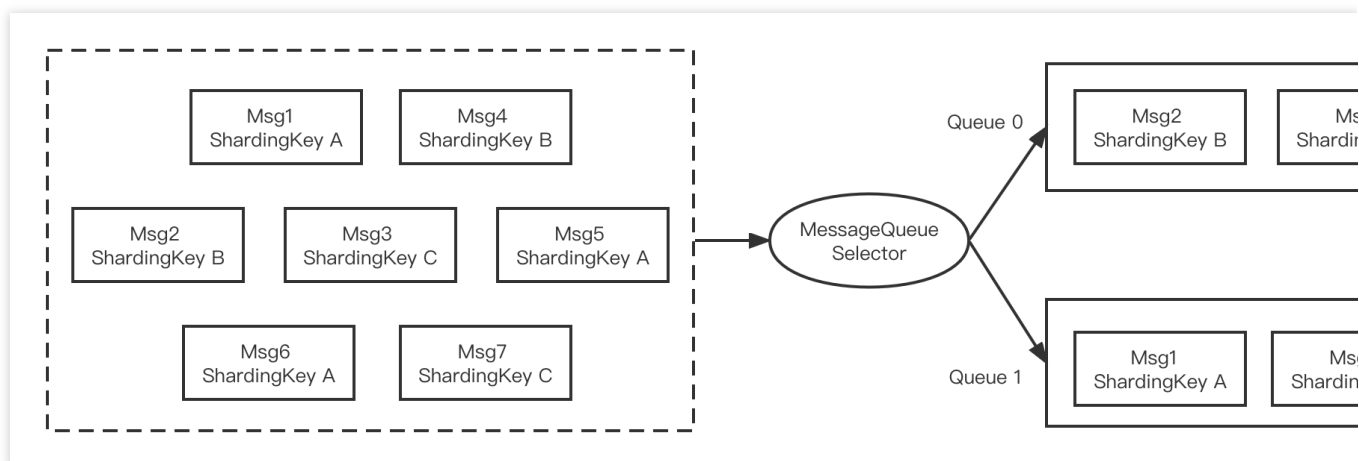 Msg1
ShardingKey A
Msg4
ShardingKey B
Msg2
ShardingKey B
Msg3
ShardingKey C
Msg5
ShardingKey A
Msg6
ShardingKey A
Msg7
ShardingKey C
MessageQueue
Selector
Queue 0
Msg2
ShardingKey B
Queue 1
Msg1
ShardingKey A